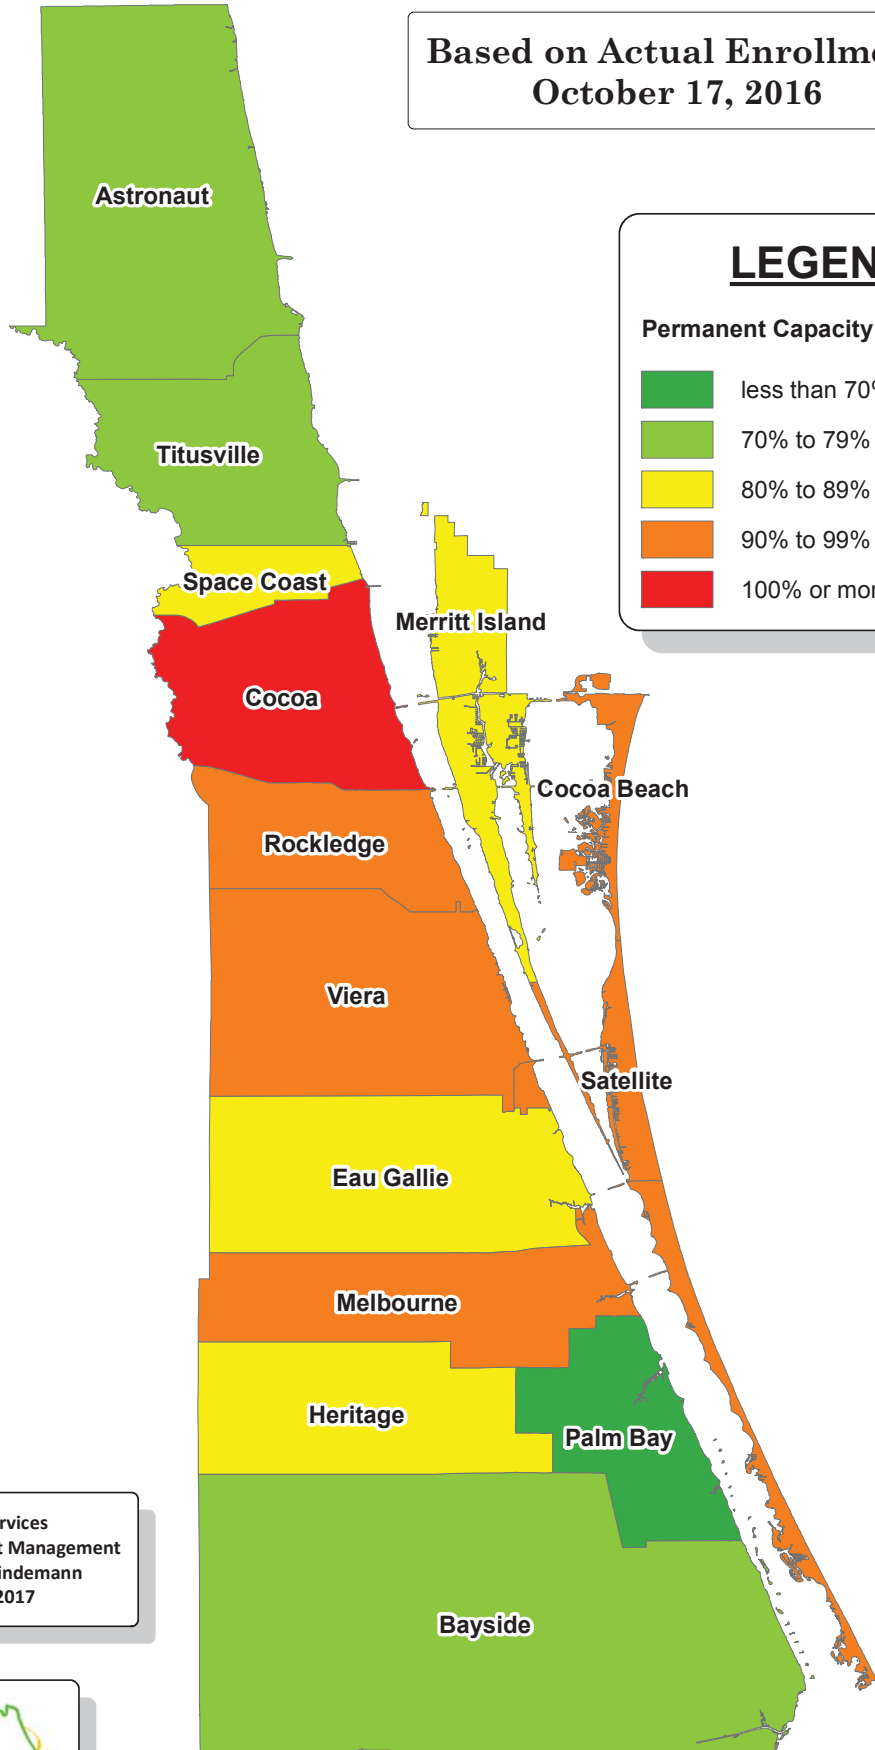 Based on Actual Enrollme
October 17, 2016
LEGEN
Permanent Capacity
less than 70%
70% to 79%
80% to 89%
90% to 99%
100% or mor
Astronaut
Titusville
Space Coast
Merritt Island
Cocoa
Cocoa Beach
Rockledge
Viera
Satellite
Eau Gallie
Melbourne
Heritage
Palm Bay
Bayside
rvices
t Management
indemann
2017